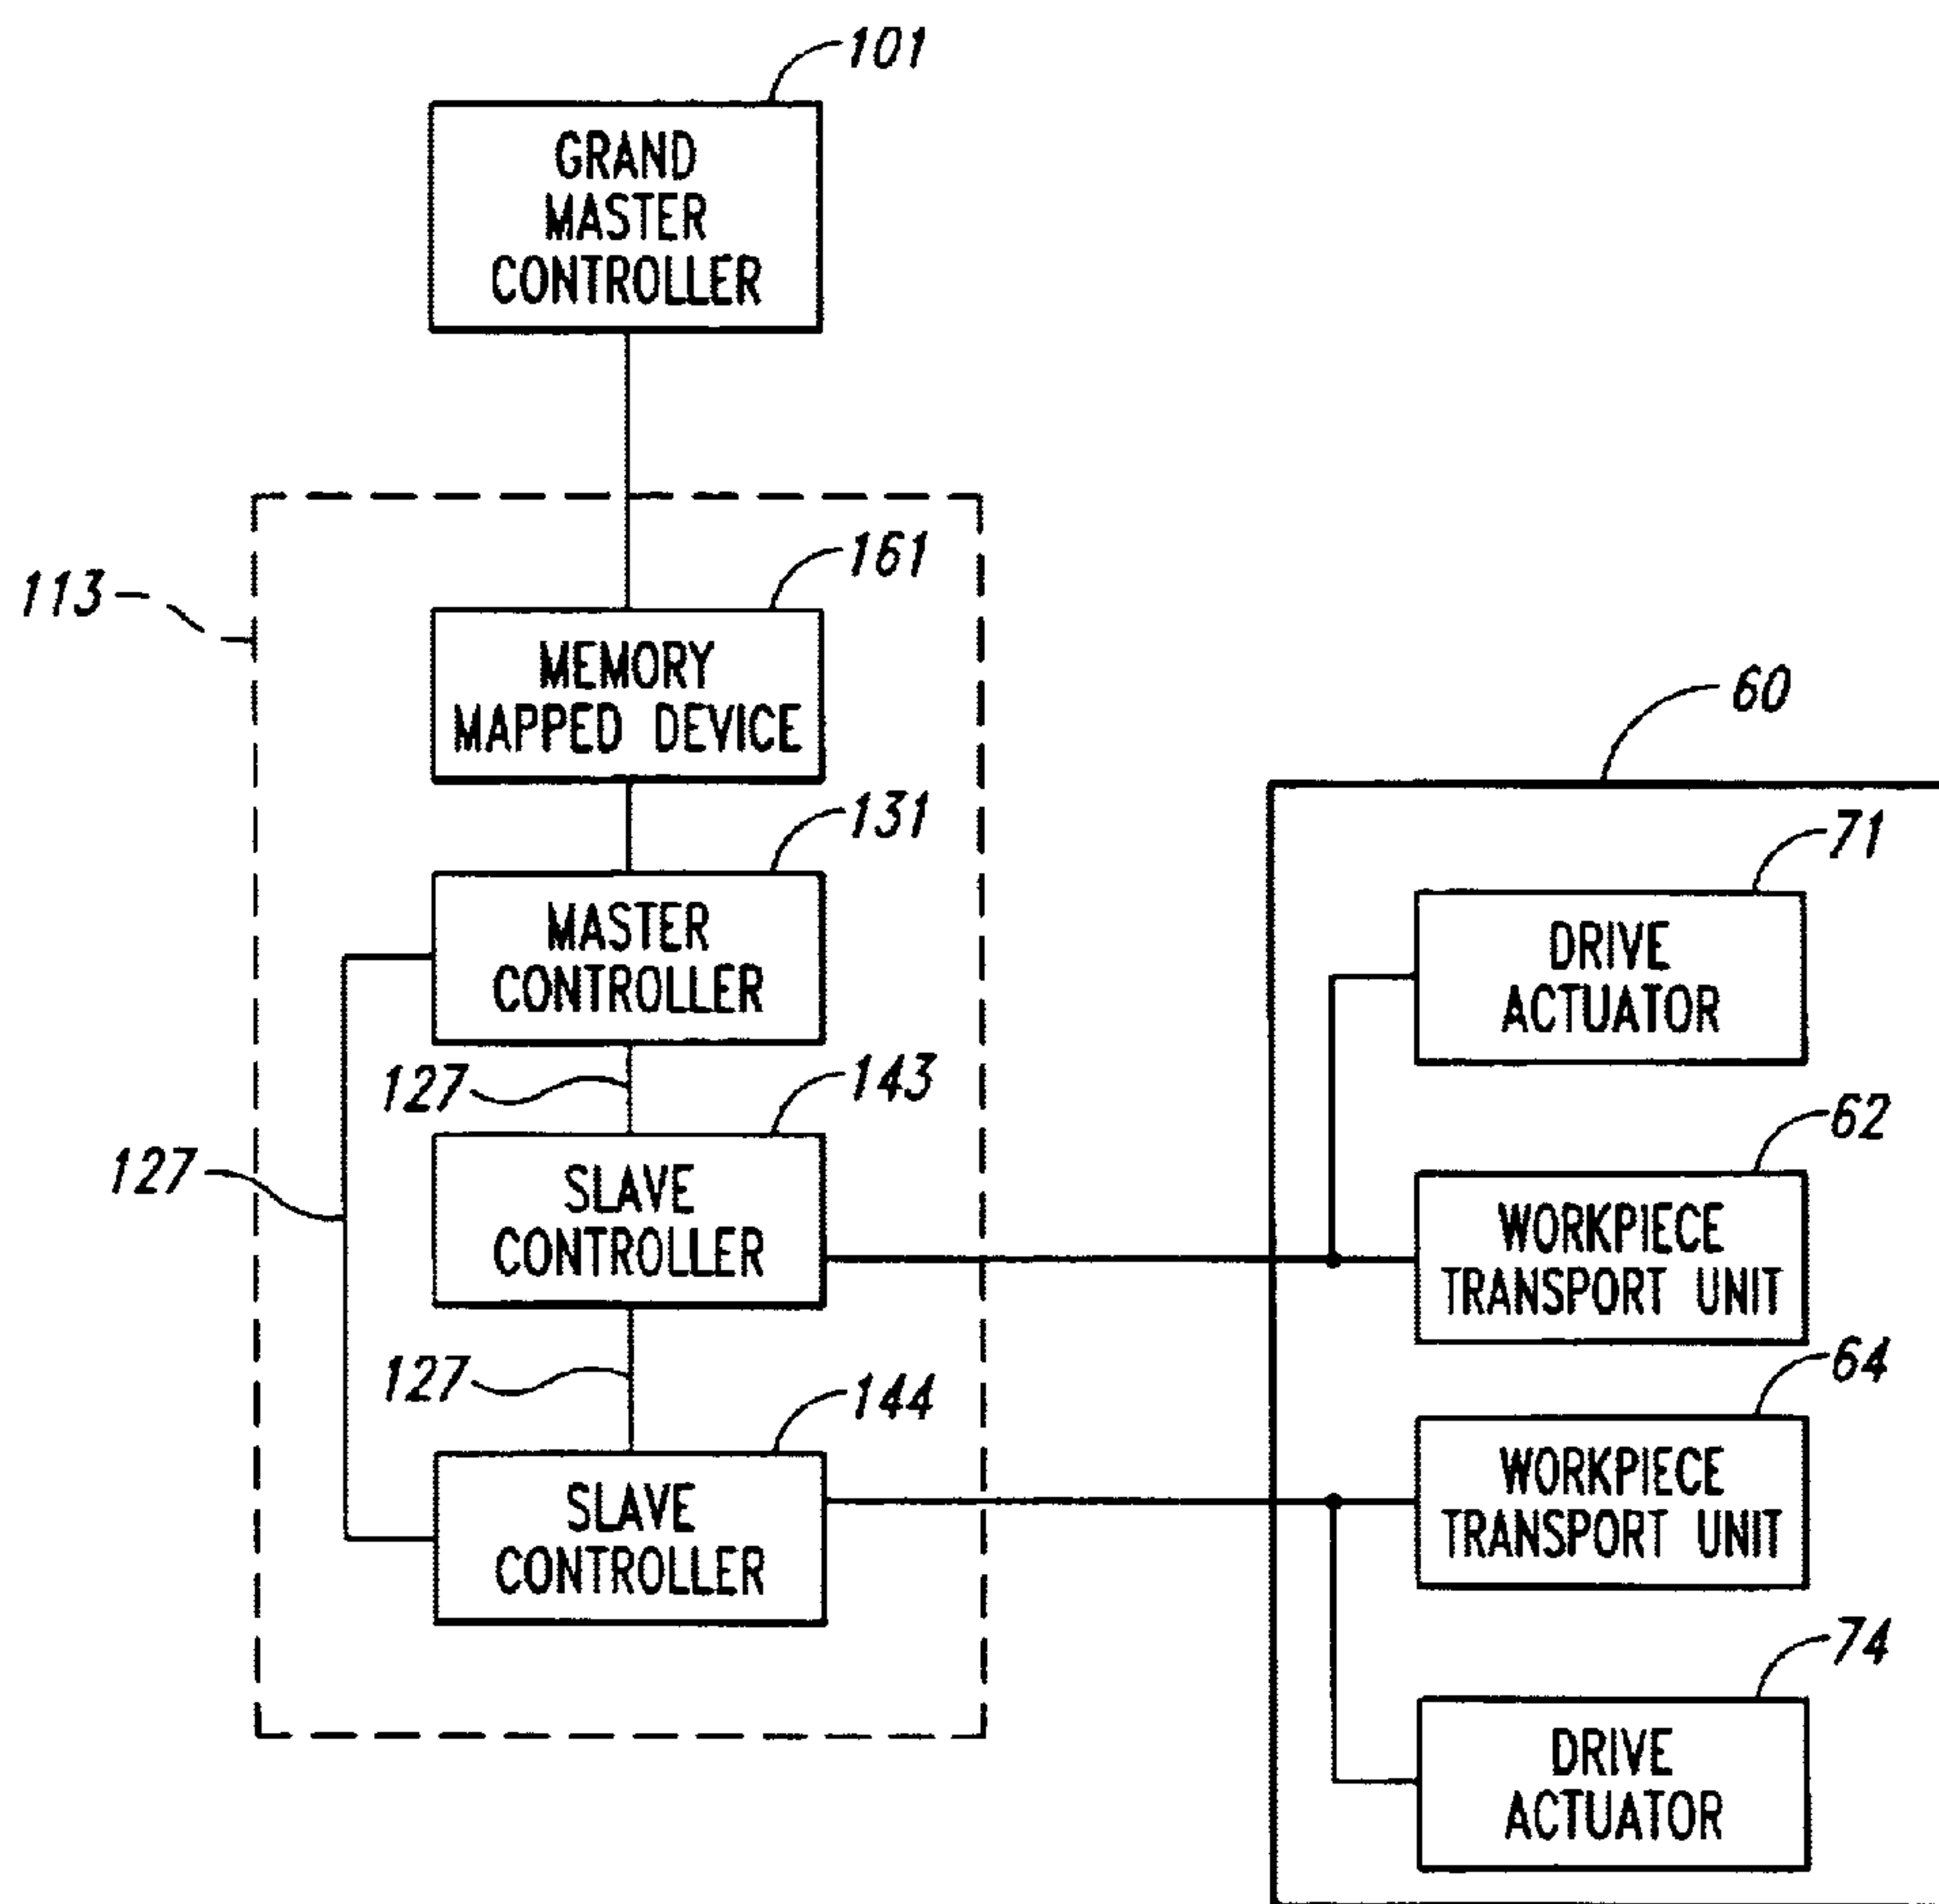 101
GRAND
MASTER
CONTROLLER
113
161
MEMORY
MAPPED DEVICE
131
MASTER
CONTROLLER
127
143
127
SLAVE
CONTROLLER
127
144
SLAVE
CONTROLLER
60
71
DRIVE
ACTUATOR
62
WORKPIECE
TRANSPORT UNIT
64
WORKPIECE
TRANSPORT UNIT
74
DRIVE
ACTUATOR